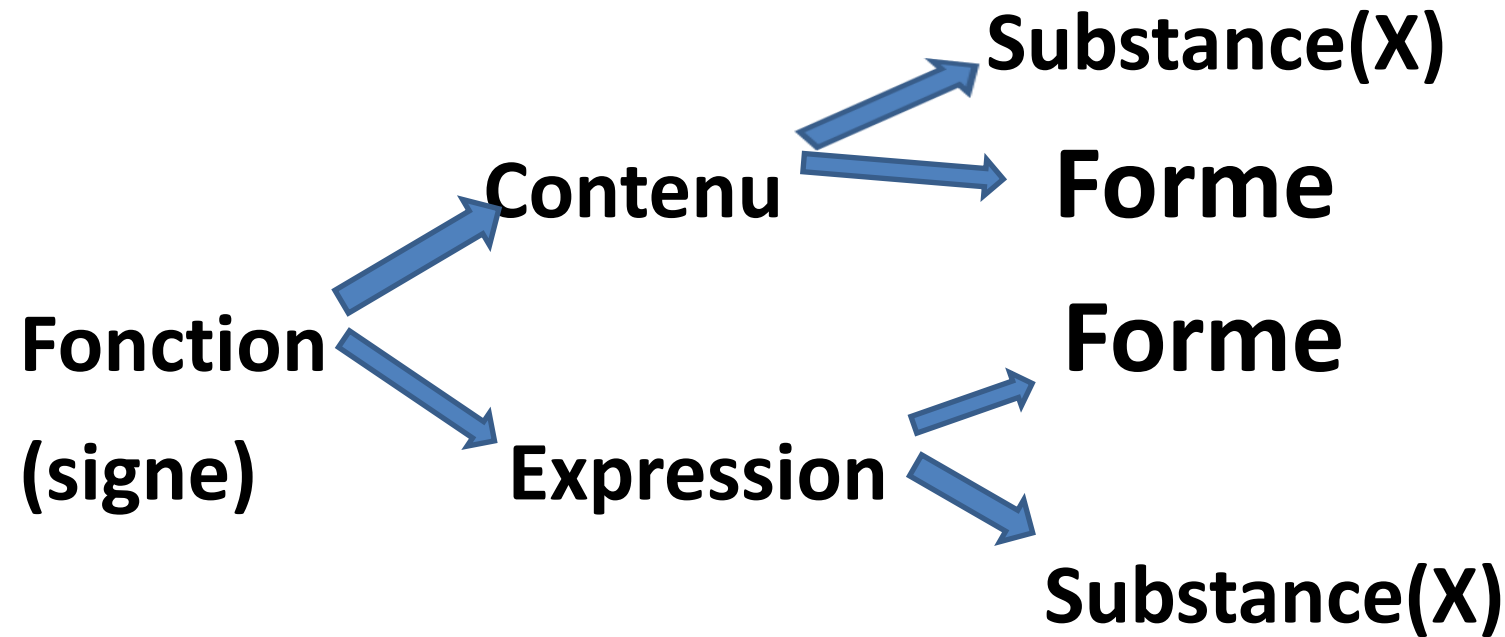 Substance(X)
Contenu
Forme
Fonction
(signe)
Forme
Expression
Substance(X)